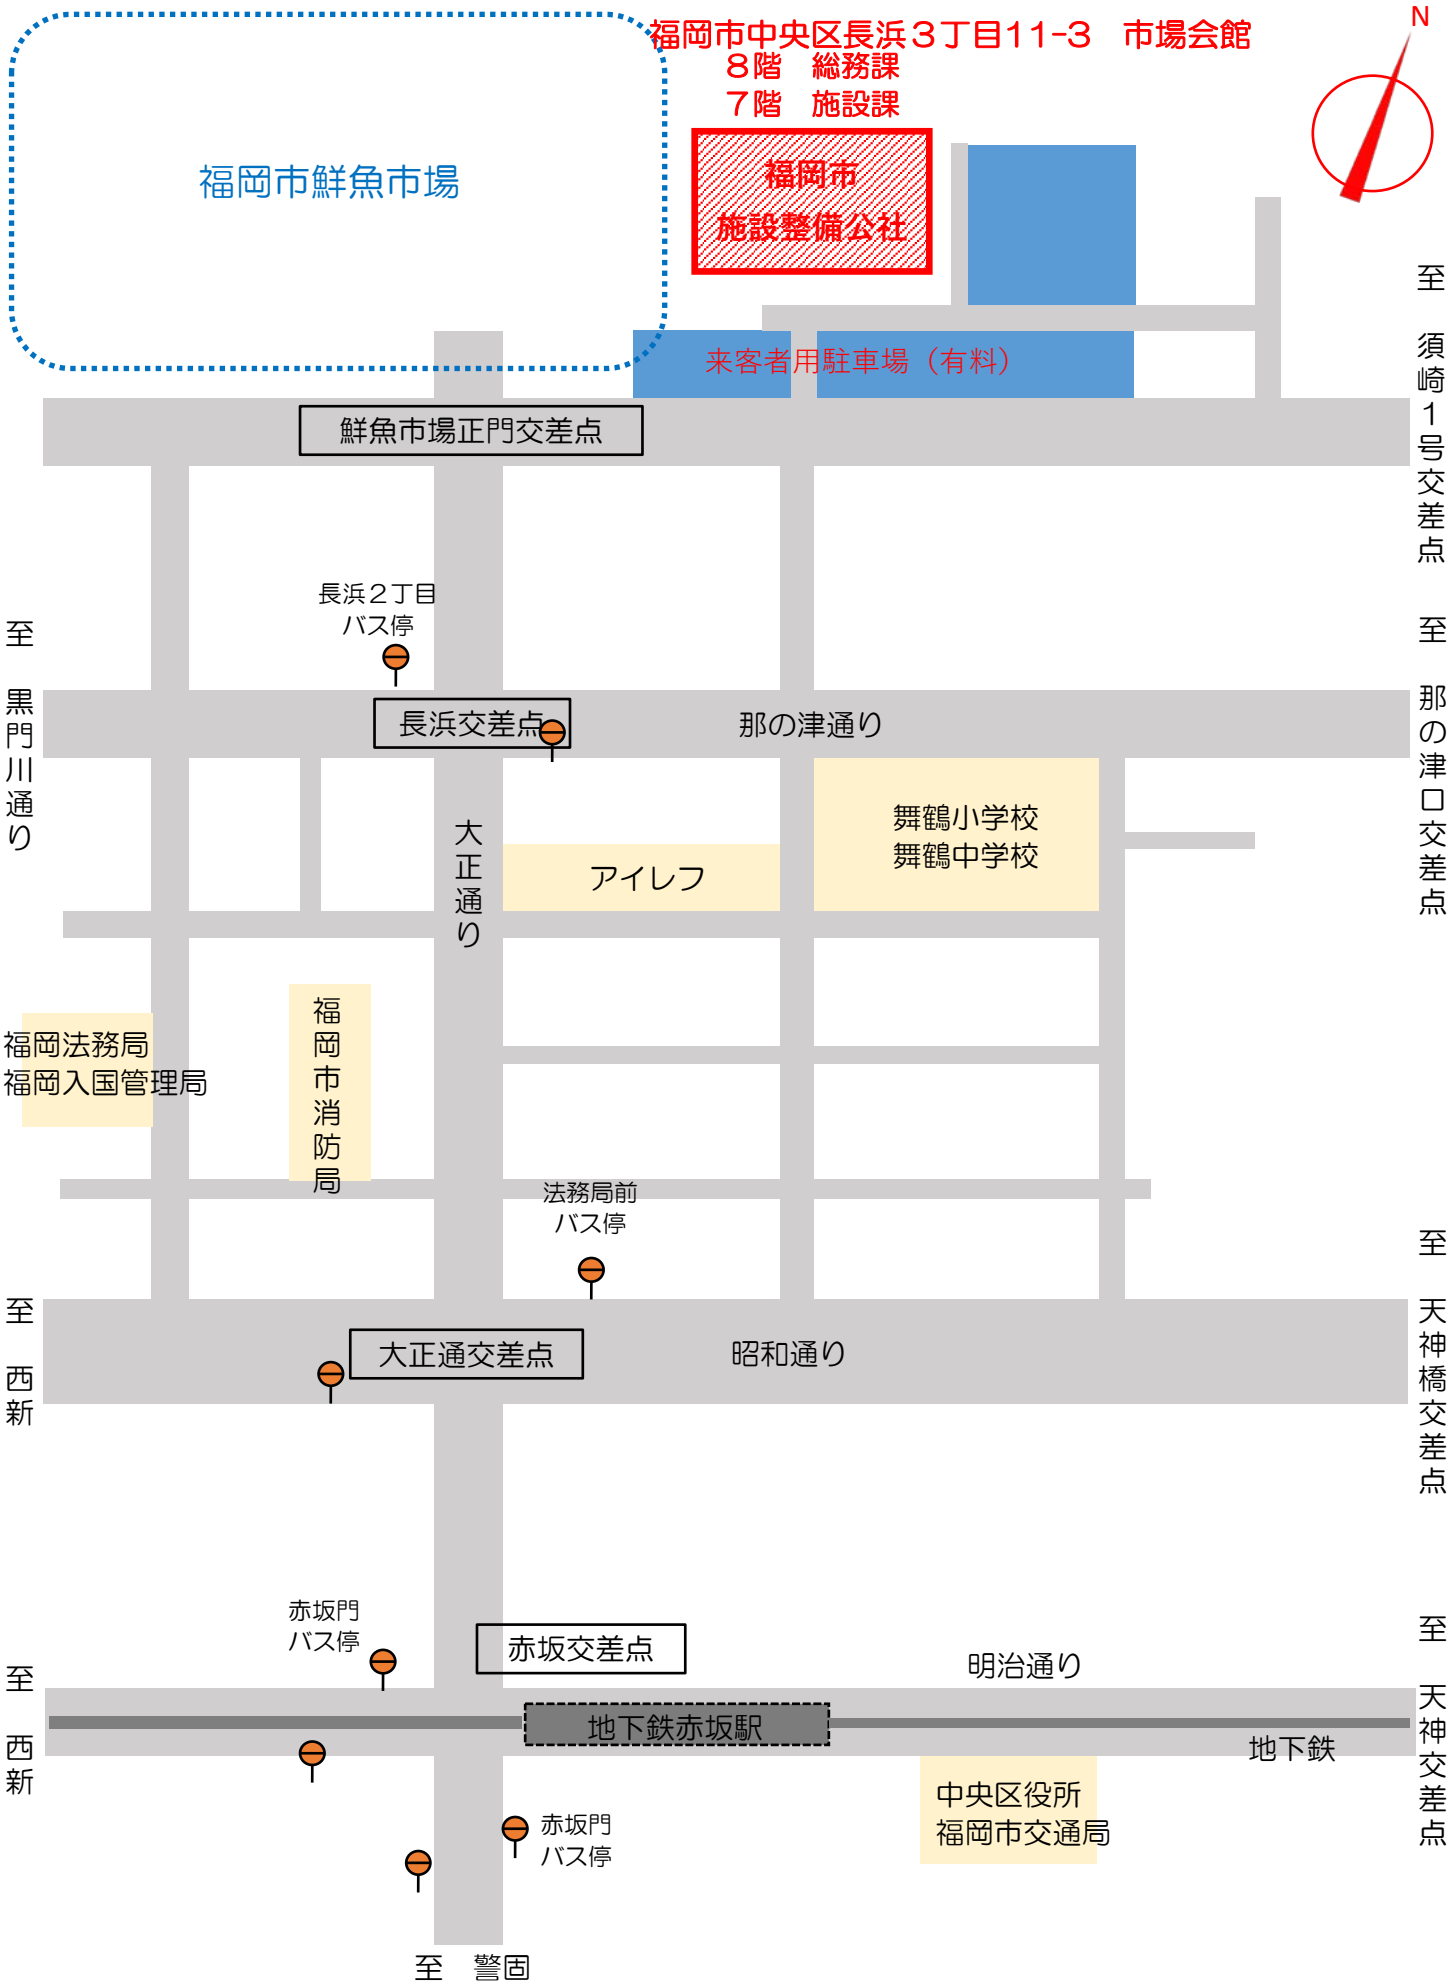 福岡市中央区長浜３丁目11-3　市場会館
８階　総務課
７階　施設課
N
福岡市鮮魚市場
福岡市
施設整備公社
来客者用駐車場（有料）
至　須崎１号交差点
鮮魚市場正門交差点
長浜２丁目
バス停
至　黒門川通り
長浜交差点
那の津通り
至　那の津口交差点
大正通り
アイレフ
舞鶴小学校
舞鶴中学校
福岡法務局
福岡入国管理局
福岡市消防局
法務局前
バス停
至　西新
大正通交差点
昭和通り
至　天神橋交差点
赤坂門
バス停
赤坂交差点
明治通り
至　西新
地下鉄赤坂駅
地下鉄
至　天神交差点
中央区役所
福岡市交通局
赤坂門
バス停
至　警固